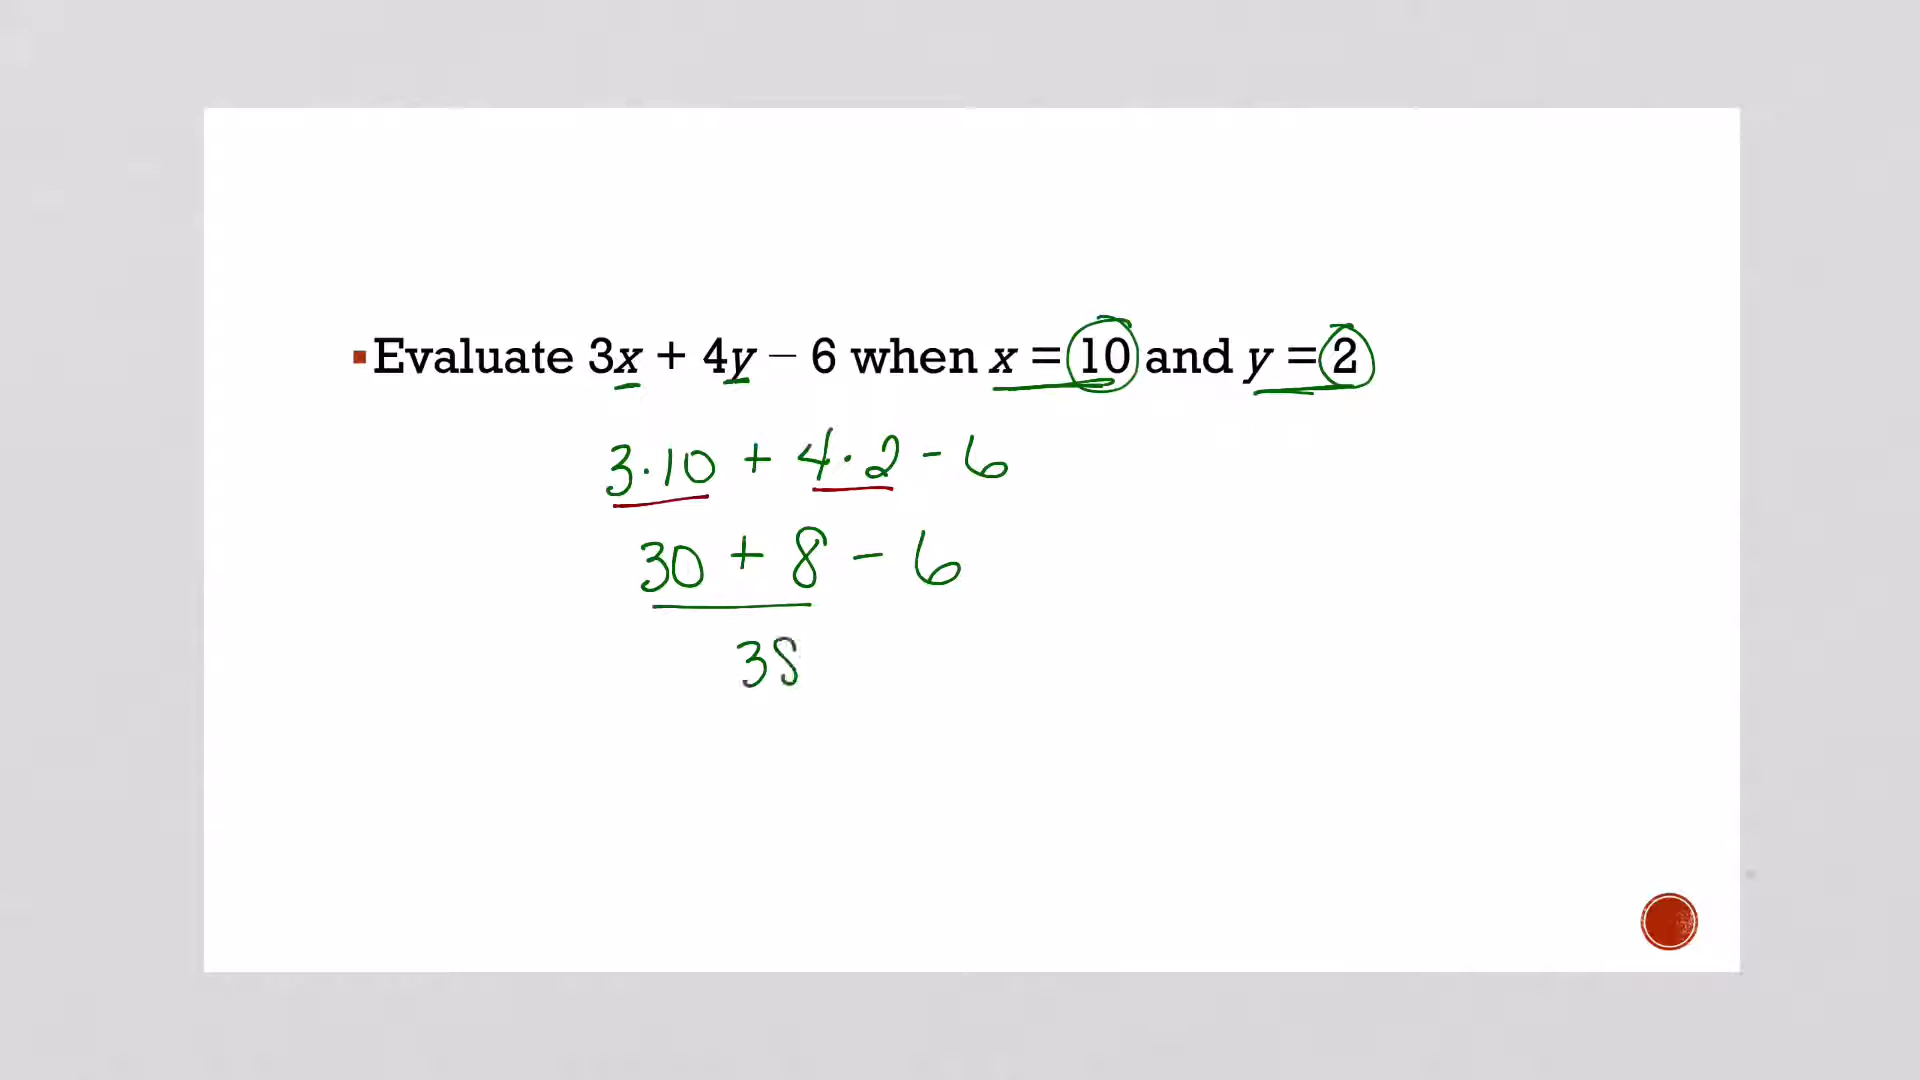 ▪Evaluate 3x + 4y − 6 when x = 10 and y = 2
3·10 + 4·2 - 6
30 + 8 - 6
38